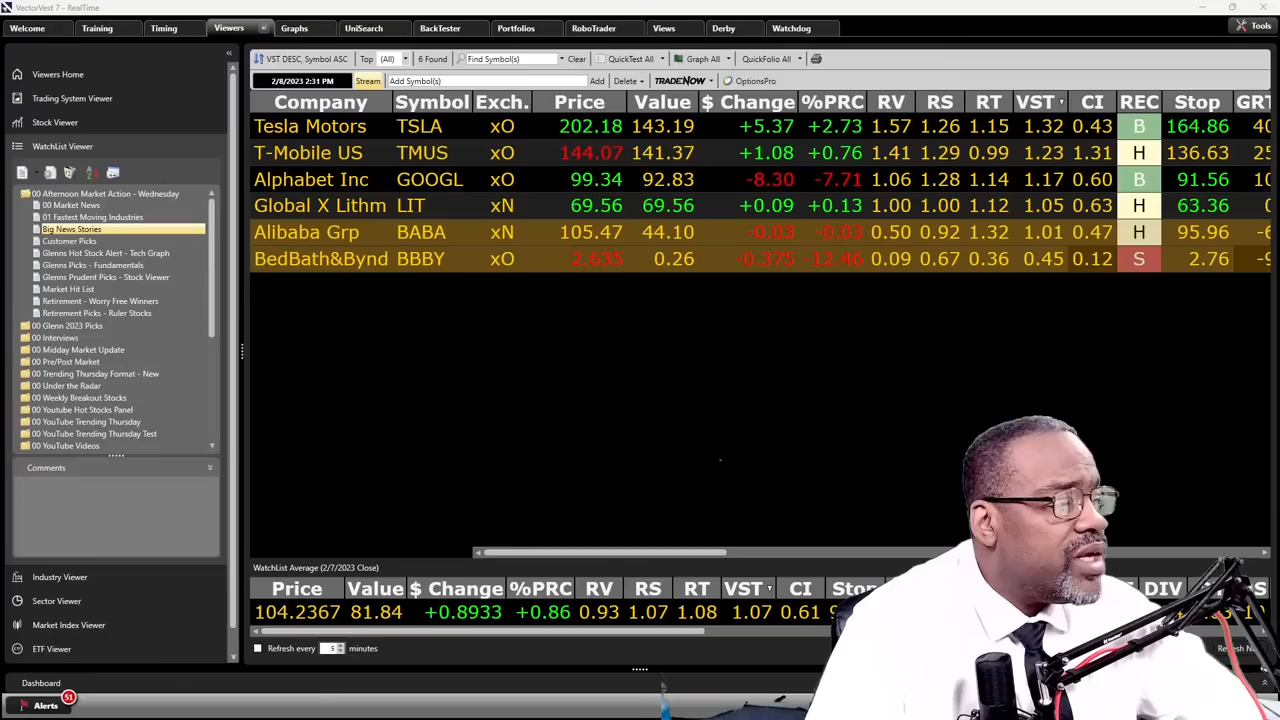 VectorVest 7 - RealTime
Welcome Training Timing Viewers Graphs UniSearch BackTester Portfolios RoboTrader Views Derby Watchdog Tools
VST DESC, Symbol ASC Top (All) 6 Found Find Symbol(s) Clear QuickTest All Graph All QuickFolio All
2/8/2023 2:31 PM Stream Add Symbol(s) Add Delete TRADENOW OptionsPro
Company Symbol Exch. Price Value $ Change %PRC RV RS RT VST CI REC Stop GRT
Tesla Motors TSLA xO 202.18 143.19 +5.37 +2.73 1.57 1.26 1.15 1.32 0.43 B 164.86 40
T-Mobile US TMUS xO 144.07 141.37 +1.08 +0.76 1.41 1.29 0.99 1.23 1.31 H 136.63 25
Alphabet Inc GOOGL xO 99.34 92.83 -8.30 -7.71 1.06 1.28 1.14 1.17 0.60 B 91.56 10
Global X Lithm LIT xN 69.56 69.56 +0.09 +0.13 1.00 1.00 1.12 1.05 0.63 H 63.36 0
Alibaba Grp BABA xN 105.47 44.10 -0.03 -0.03 0.50 0.92 1.32 1.01 0.47 H 95.96 -6
BedBath&Bynd BBBY xO 2.635 0.26 -0.375 -12.46 0.09 0.67 0.36 0.45 0.12 S 2.76 -9
Viewers Home
Trading System Viewer
Stock Viewer
WatchList Viewer
00 Afternoon Market Action - Wednesday
00 Market News
01 Fastest Moving Industries
Big News Stories
Customer Picks
Glenns Hot Stock Alert - Tech Graph
Glenns Picks - Fundamentals
Glenns Prudent Picks - Stock Viewer
Market Hit List
Retirement - Worry Free Winners
Retirement Picks - Ruler Stocks
00 Glenn 2023 Picks
00 Interviews
00 Midday Market Update
00 Pre/Post Market
00 Trending Thursday Format - New
00 Under the Radar
00 Weekly Breakout Stocks
00 Youtube Hot Stocks Panel
00 YouTube Trending Thursday
00 YouTube Trending Thursday Test
00 YouTube Videos
Comments
Industry Viewer
Sector Viewer
Market Index Viewer
ETF Viewer
WatchList Average (2/7/2023 Close)
Price Value $ Change %PRC RV RS RT VST CI Stop DIV
104.2367 81.84 +0.8933 +0.86 0.93 1.07 1.08 1.07 0.61
Refresh every 5 minutes
Dashboard
Alerts 51